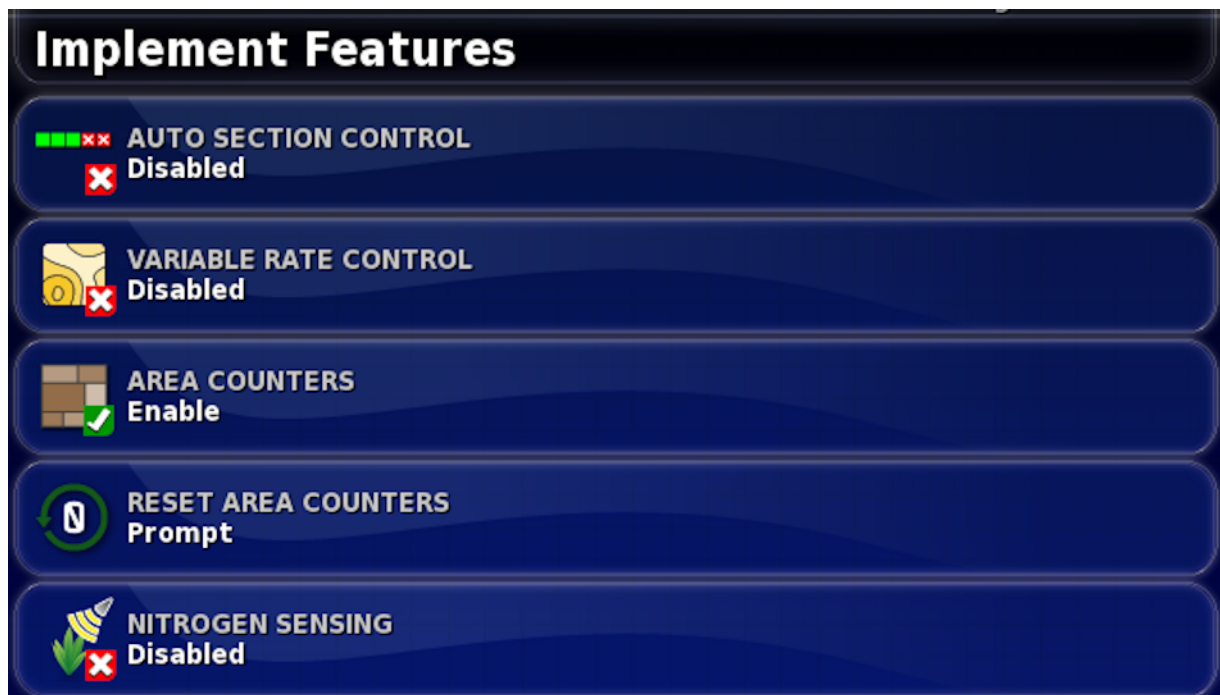 Implement Features
AUTO SECTION CONTROL
Disabled
VARIABLE RATE CONTROL
Disabled
AREA COUNTERS
Enable
0
RESET AREA COUNTERS
Prompt
NITROGEN SENSING
Disabled